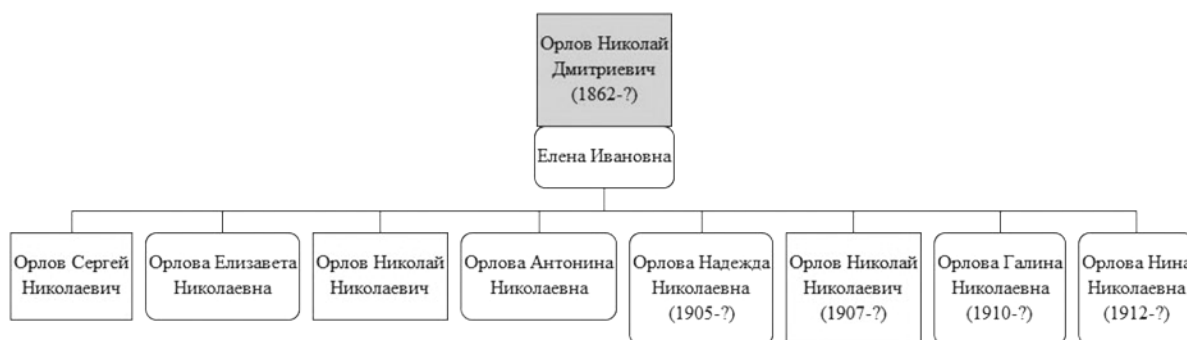 Орлов Николай
Дмитриевич
(1862-?)
Елена Ивановна
Орлов Сергей
Николаевич
Орлова Елизавета
Николаевна
Орлов Николай
Николаевич
Орлова Антонина
Николаевна
Орлова Надежда
Николаевна
(1905-?)
Орлов Николай
Николаевич
(1907-?)
Орлова Галина
Николаевна
(1910-?)
Орлова Нина
Николаевна
(1912-?)